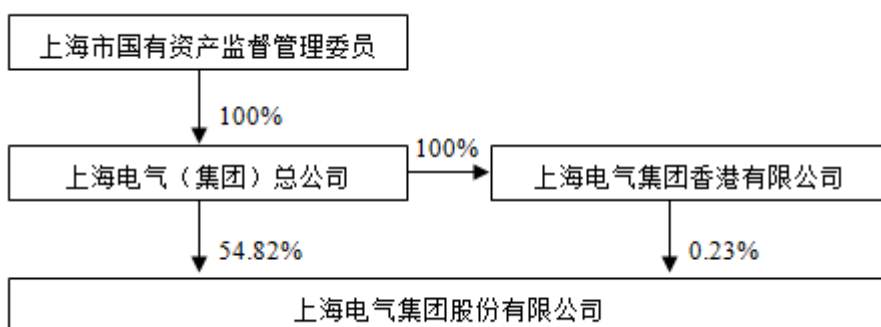 上海市国有资产监督管理委员
100%
上海电气（集团）总公司
100%
上海电气集团香港有限公司
54.82%
0.23%
上海电气集团股份有限公司